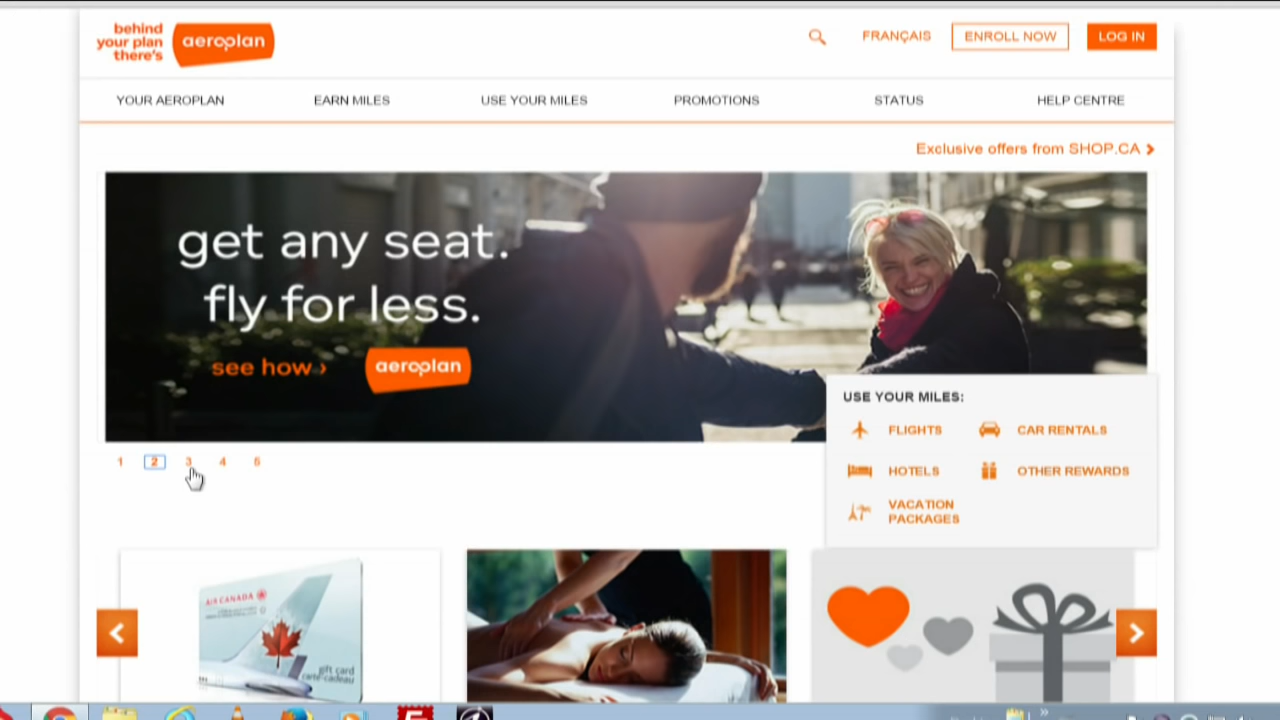 behind
your plan
there's
aeroplan
FRANÇAIS
ENROLL NOW
LOG IN
YOUR AEROPLAN
EARN MILES
USE YOUR MILES
PROMOTIONS
STATUS
HELP CENTRE
Exclusive offers from SHOP.CA
get any seat.
fly for less.
see how ›
aeroplan
USE YOUR MILES:
FLIGHTS
CAR RENTALS
HOTELS
OTHER REWARDS
VACATION
PACKAGES
1 2 3 4 5
AIR CANADA
gift card
carte-cadeau